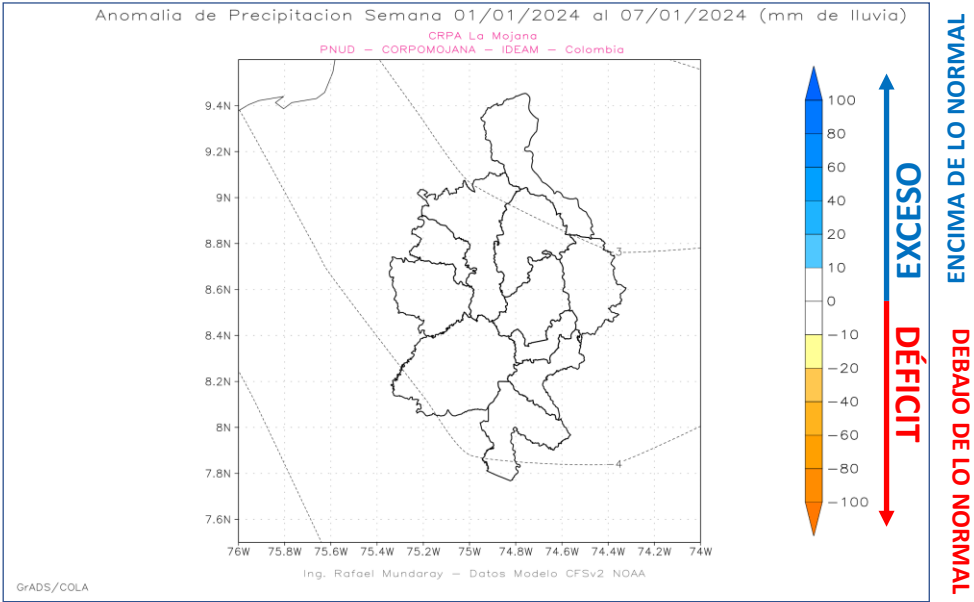 Anomalia de Precipitacion Semana 01/01/2024 al 07/01/2024 (mm de lluvia)
CRPA La Mojana
PNUD – CORPOMOJANA – IDEAM – Colombia
9.4N
9.2N
9N
8.8N
8.6N
8.4N
8.2N
8N
7.8N
7.6N
76W 75.8W 75.6W 75.4W 75.2W 75W 74.8W 74.6W 74.4W 74.2W 74W
-3
-4
100
80
60
40
20
10
0
-10
-20
-40
-60
-80
-100
EXCESO
DÉFICIT
ENCIMA DE LO NORMAL
DEBAJO DE LO NORMAL
Ing. Rafael Mundaray – Datos Modelo CFSv2 NOAA
GrADS/COLA